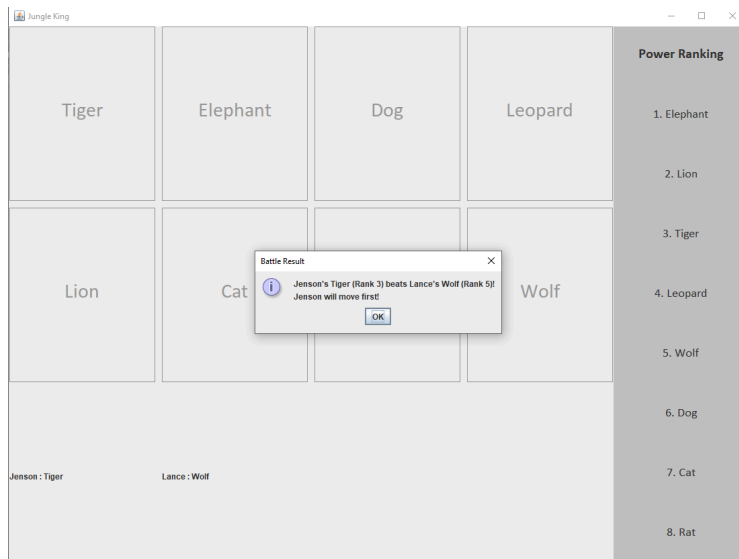 Jungle King
Tiger
Elephant
Dog
Leopard
Lion
Cat
Wolf
Battle Result
Jenson's Tiger (Rank 3) beats Lance's Wolf (Rank 5)!
Jenson will move first!
OK
Jenson : Tiger
Lance : Wolf
Power Ranking
1. Elephant
2. Lion
3. Tiger
4. Leopard
5. Wolf
6. Dog
7. Cat
8. Rat